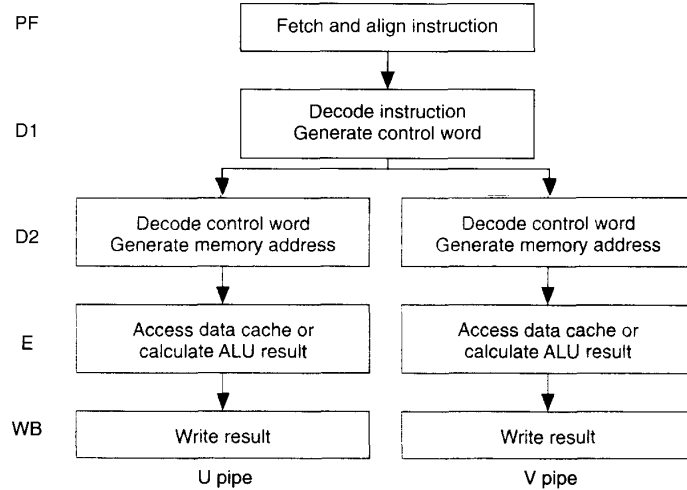 PF
Fetch and align instruction
D1
Decode instruction
Generate control word
D2
Decode control word
Generate memory address
Decode control word
Generate memory address
E
Access data cache or
calculate ALU result
Access data cache or
calculate ALU result
WB
Write result
Write result
U pipe
V pipe